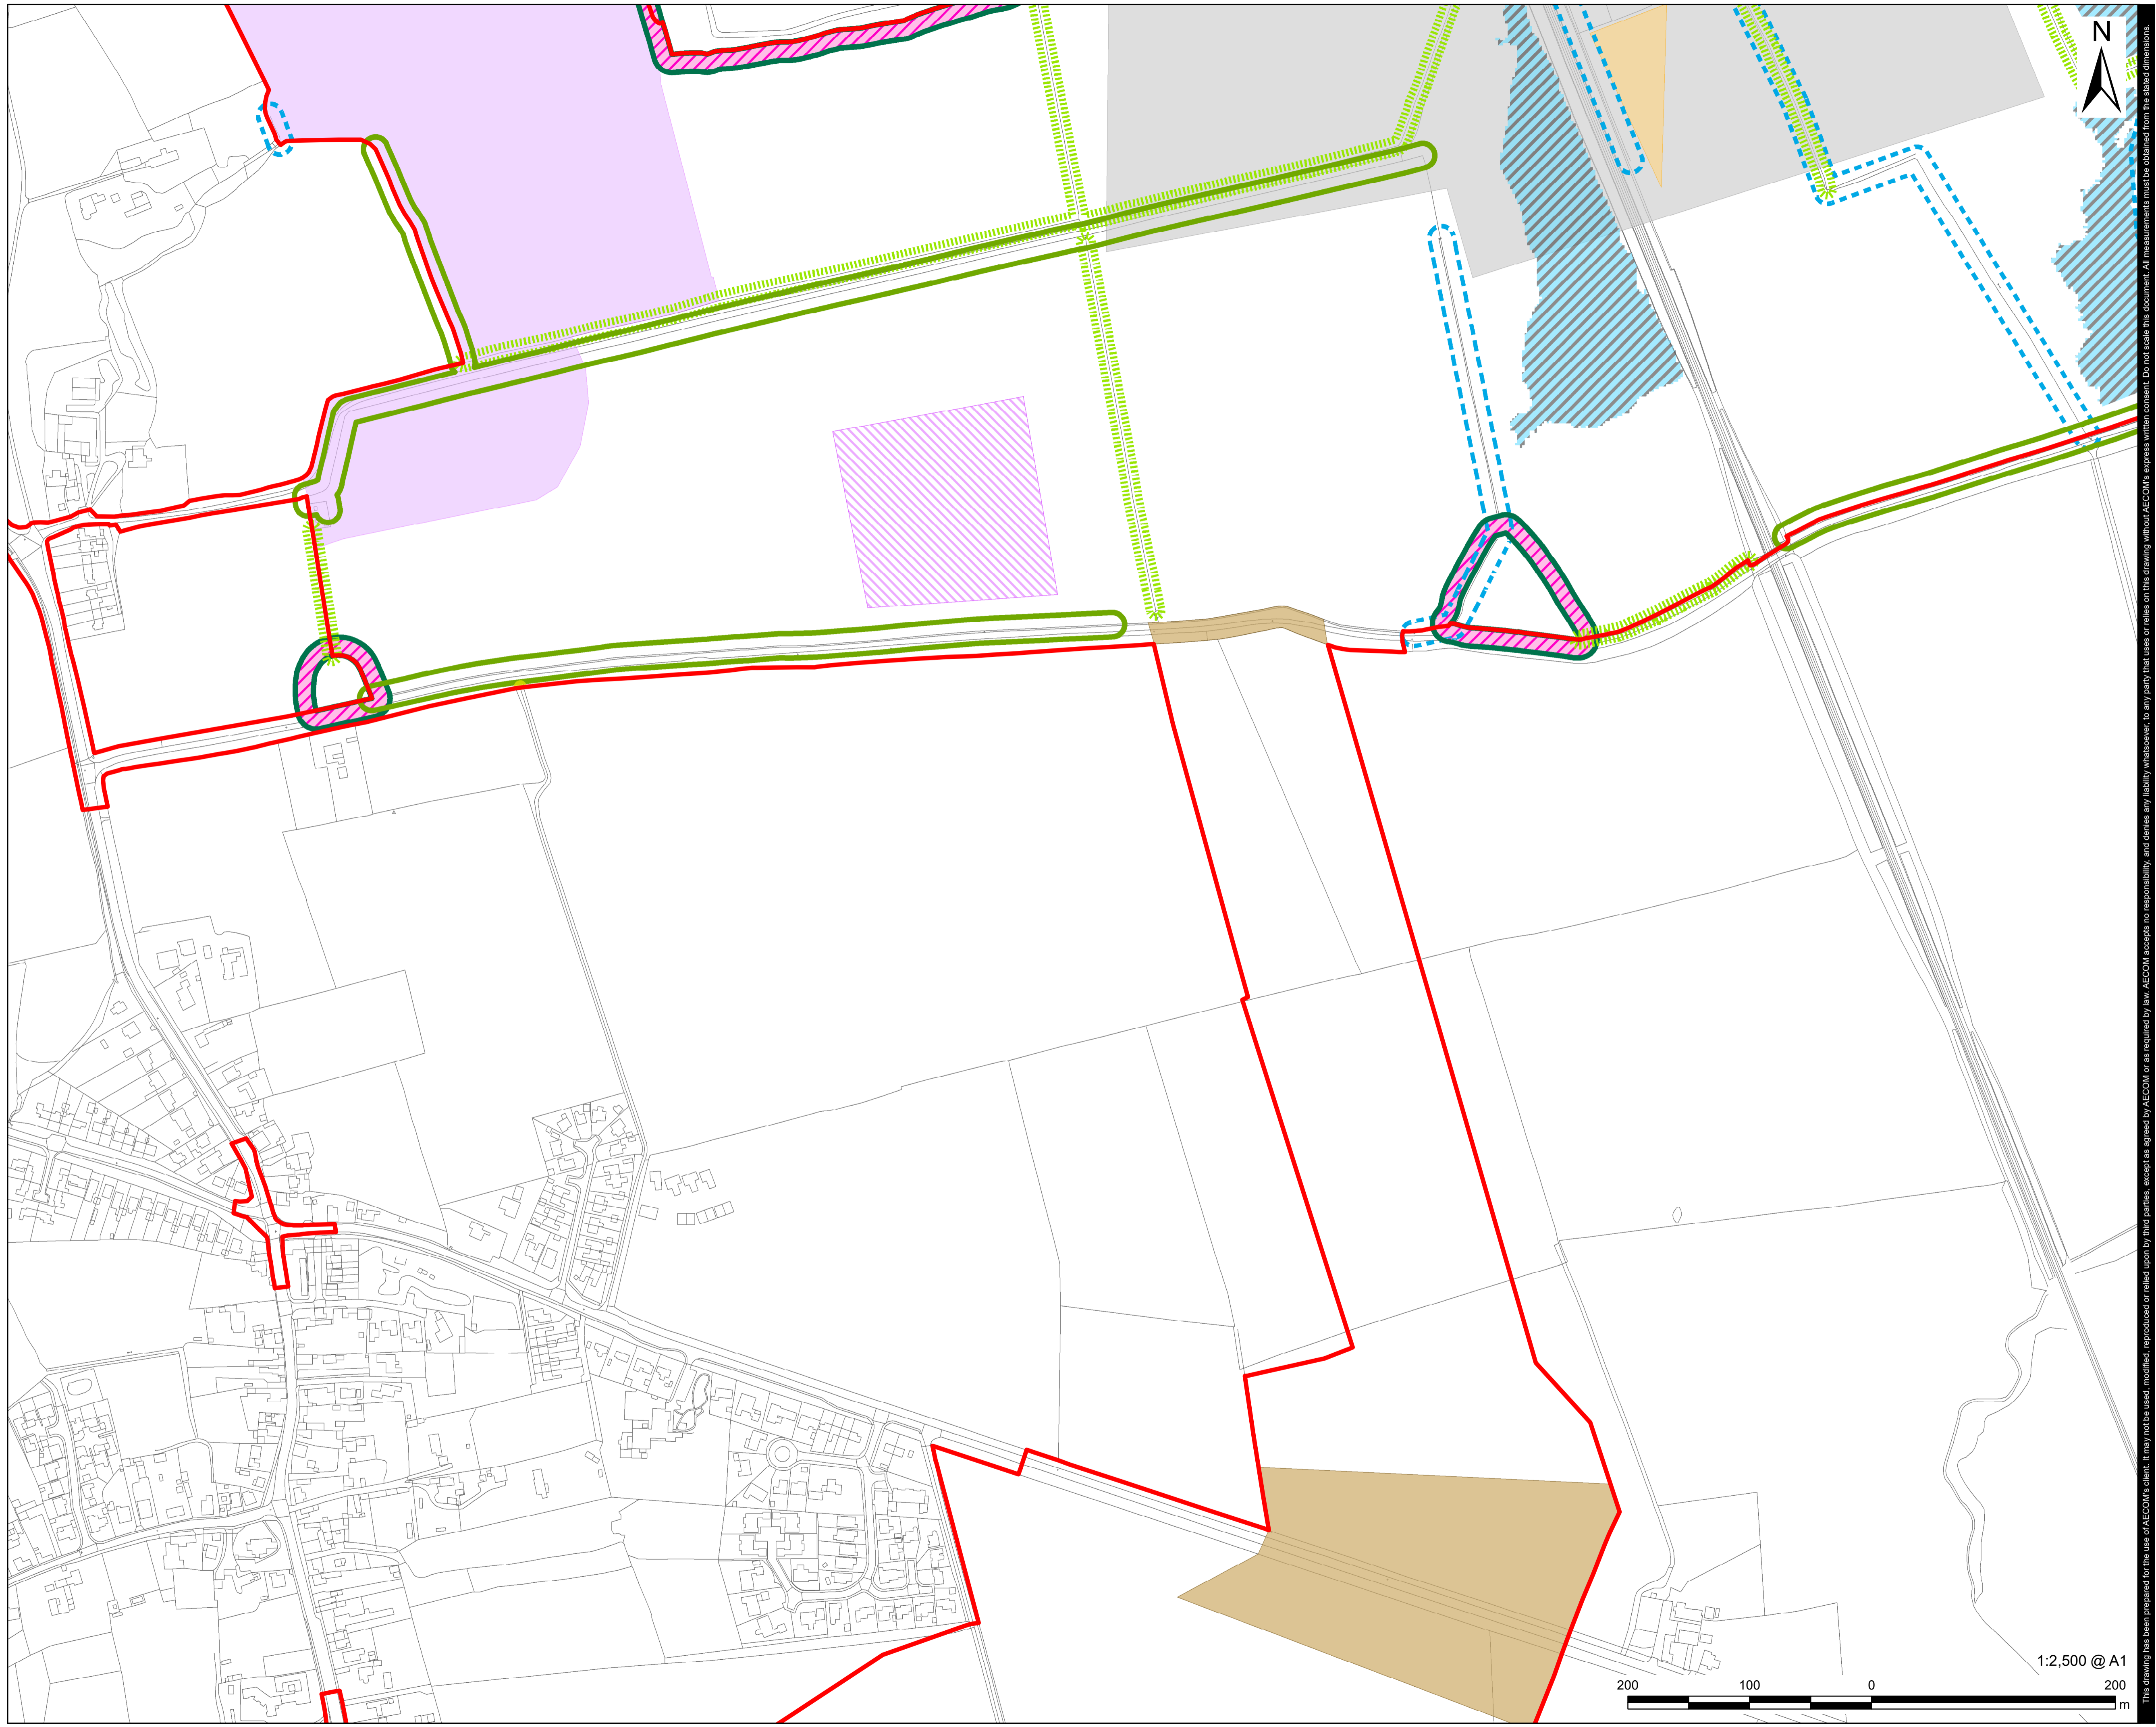 N
This drawing has been prepared for the use of AECOM's client. It may not be used, modified, reproduced or relied upon by third parties, except as agreed by AECOM or as required by law. AECOM accepts no responsibility, and denies any liability whatsoever, to any party that uses or relies on this drawing without AECOM's express written consent. Do not scale this document. All measurements must be obtained from the stated dimensions.
1:2,500 @ A1
200 100 0 200
m